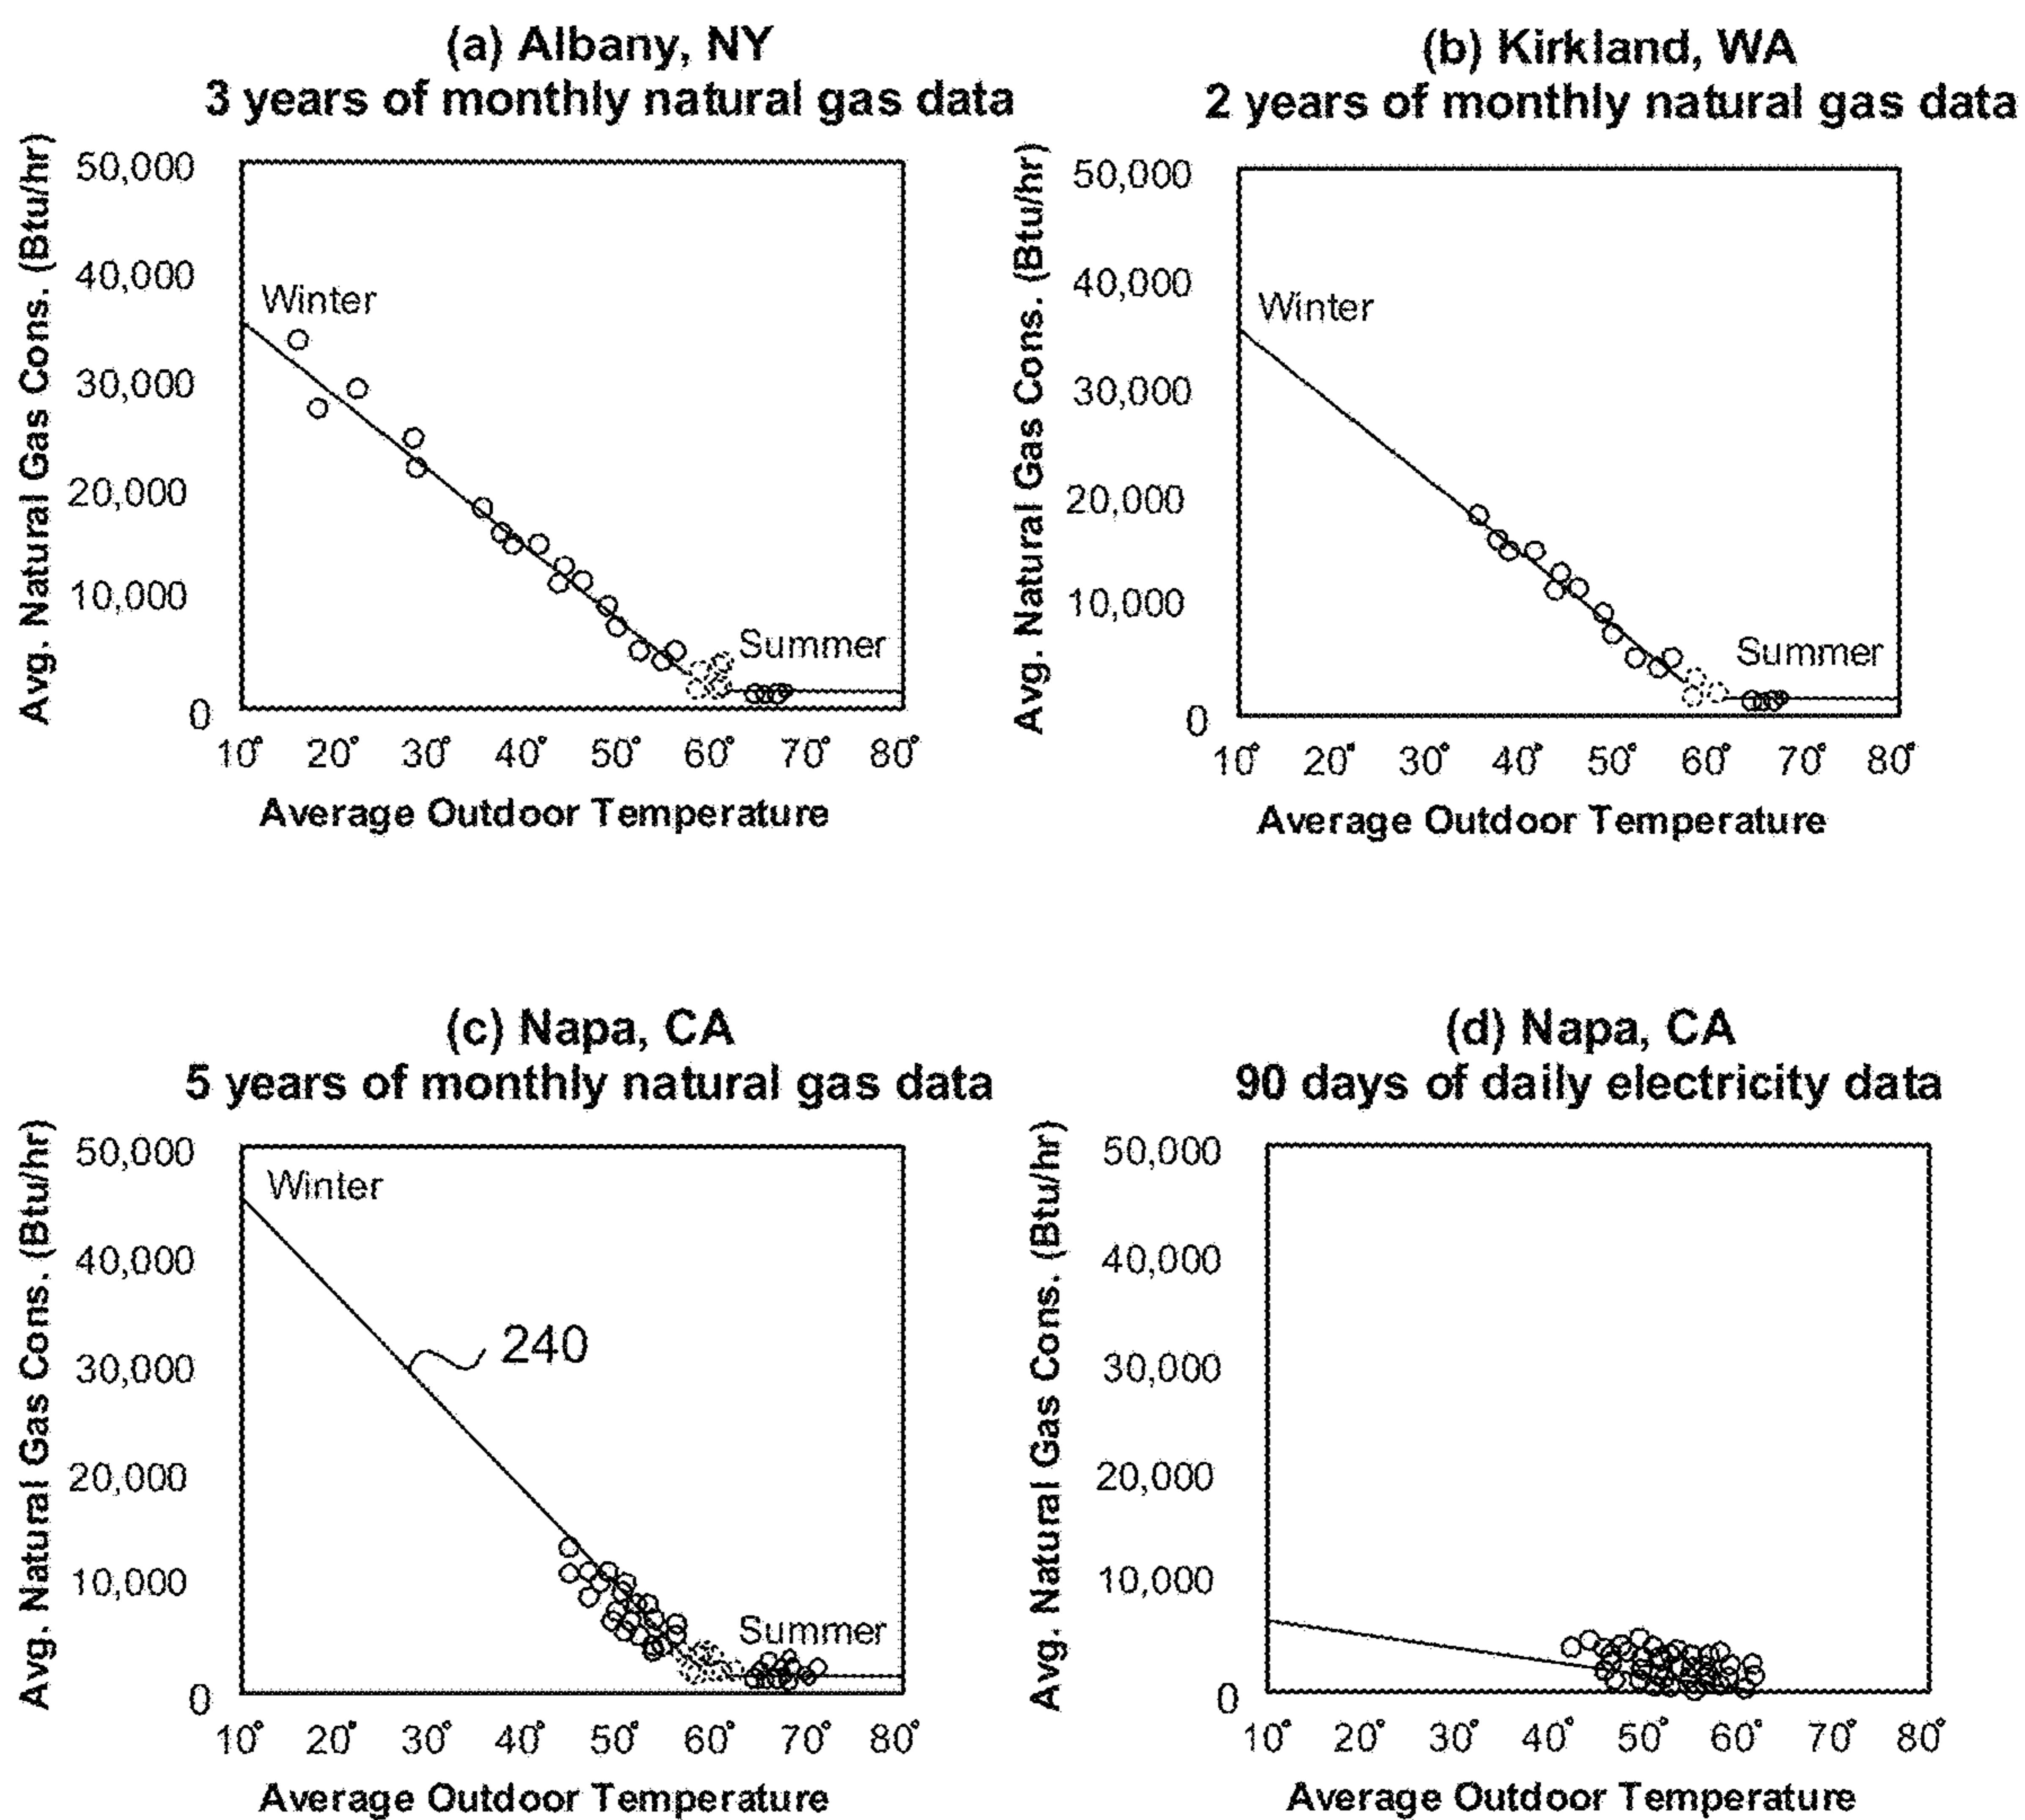 (a) Albany, NY
3 years of monthly natural gas data
Avg. Natural Gas Cons. (Btu/hr)
50,000
40,000
30,000
20,000
10,000
0
Winter
Summer
10° 20° 30° 40° 50° 60° 70° 80°
Average Outdoor Temperature
(b) Kirkland, WA
2 years of monthly natural gas data
Avg. Natural Gas Cons. (Btu/hr)
50,000
40,000
30,000
20,000
10,000
0
Winter
Summer
10° 20° 30° 40° 50° 60° 70° 80°
Average Outdoor Temperature
(c) Napa, CA
5 years of monthly natural gas data
Avg. Natural Gas Cons. (Btu/hr)
50,000
40,000
30,000
20,000
10,000
0
Winter
240
Summer
10° 20° 30° 40° 50° 60° 70° 80°
Average Outdoor Temperature
(d) Napa, CA
90 days of daily electricity data
Avg. Natural Gas Cons. (Btu/hr)
50,000
40,000
30,000
20,000
10,000
0
10° 20° 30° 40° 50° 60° 70° 80°
Average Outdoor Temperature